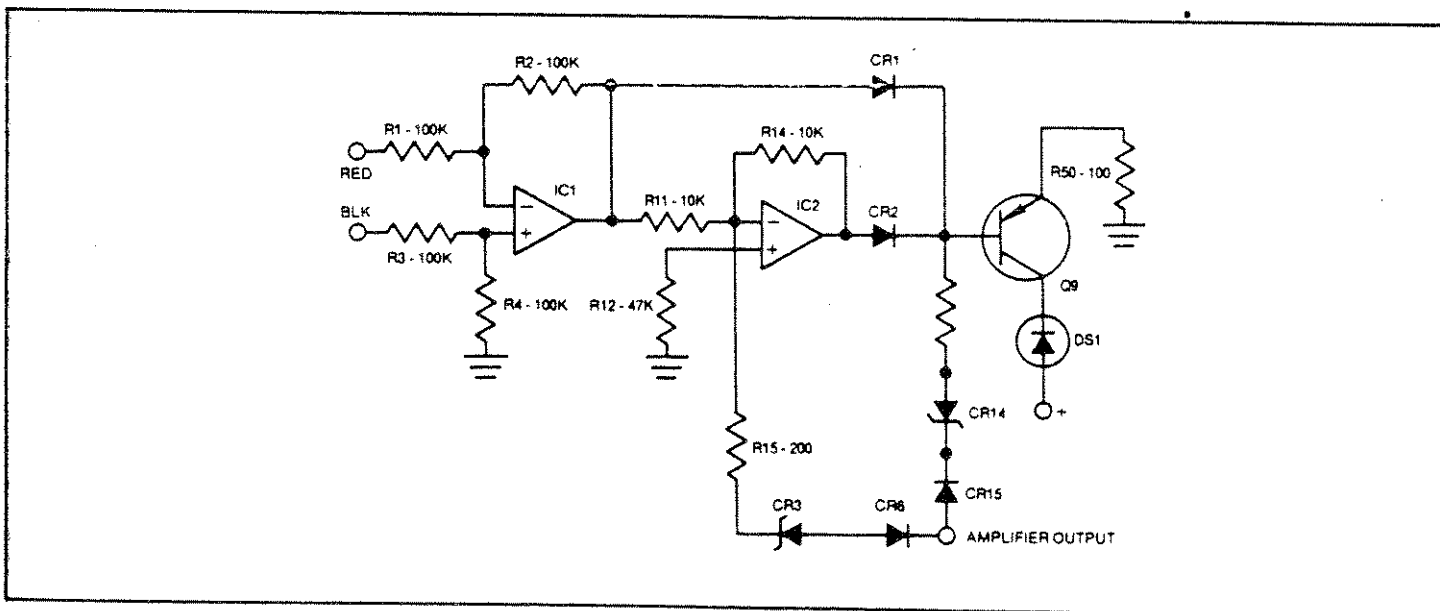 R2 - 100K
CR1
R1 - 100K
R14 - 10K
RED
R50 - 100
IC1
IC2
BLK
R11 - 10K
CR2
−
+
−
+
R3 - 100K
Q9
R4 - 100K
R12 - 47K
DS1
CR14
+
R15 - 200
CR15
CR3
CR6
AMPLIFIER OUTPUT